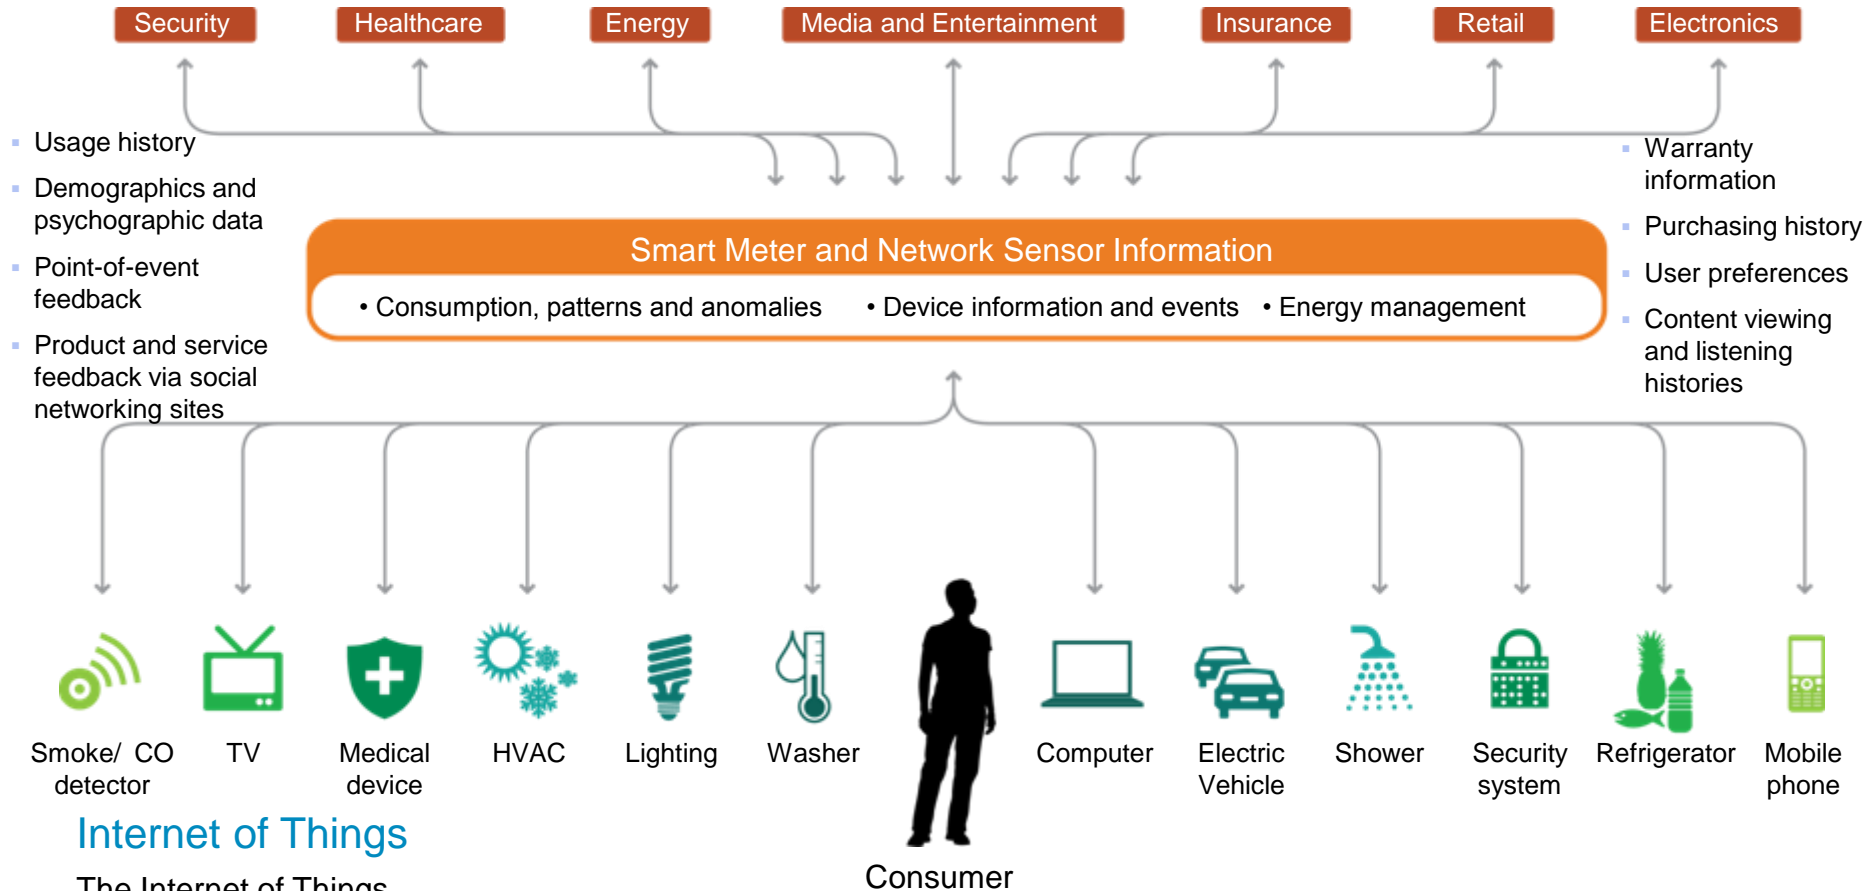 Security
Healthcare
Energy
Media and Entertainment
Insurance
Retail
Electronics
▪ Usage history
▪ Demographics and
psychographic data
▪ Point-of-event
feedback
▪ Product and service
feedback via social
networking sites
Smart Meter and Network Sensor Information
• Consumption, patterns and anomalies
• Device information and events
• Energy management
▪ Warranty
information
▪ Purchasing history
▪ User preferences
▪ Content viewing
and listening
histories
Smoke/ CO
detector
TV
Medical
device
HVAC
Lighting
Washer
Consumer
Computer
Electric
Vehicle
Shower
Security
system
Refrigerator
Mobile
phone
Internet of Things
The Internet of Things